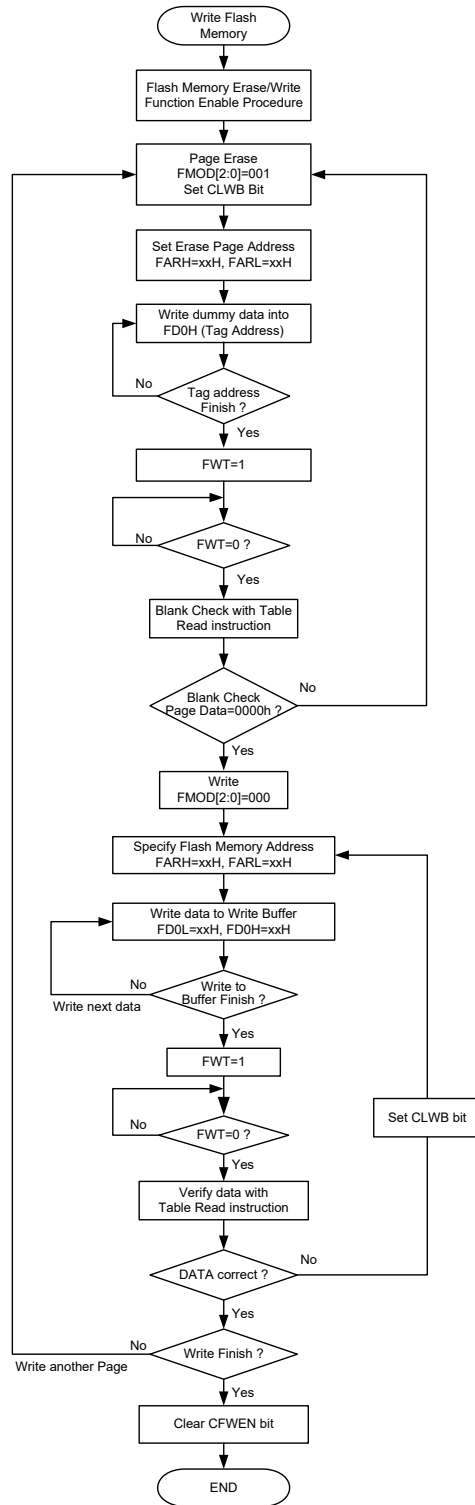 Write Flash
Memory
Flash Memory Erase/Write
Function Enable Procedure
Page Erase
FMOD[2:0]=001
Set CLWB Bit
Set Erase Page Address
FARH=xxH, FARL=xxH
Write dummy data into
FD0H (Tag Address)
No
Tag address
Finish ?
Yes
FWT=1
No
FWT=0 ?
Yes
Blank Check with Table
Read instruction
No
Blank Check
Page Data=0000h ?
Yes
Write
FMOD[2:0]=000
Specify Flash Memory Address
FARH=xxH, FARL=xxH
Write data to Write Buffer
FD0L=xxH, FD0H=xxH
No
Write next data
Write to
Buffer Finish ?
Yes
FWT=1
Set CLWB bit
No
FWT=0 ?
Yes
Verify data with
Table Read instruction
No
DATA correct ?
Yes
No
Write another Page
Write Finish ?
Yes
Clear CFWEN bit
END